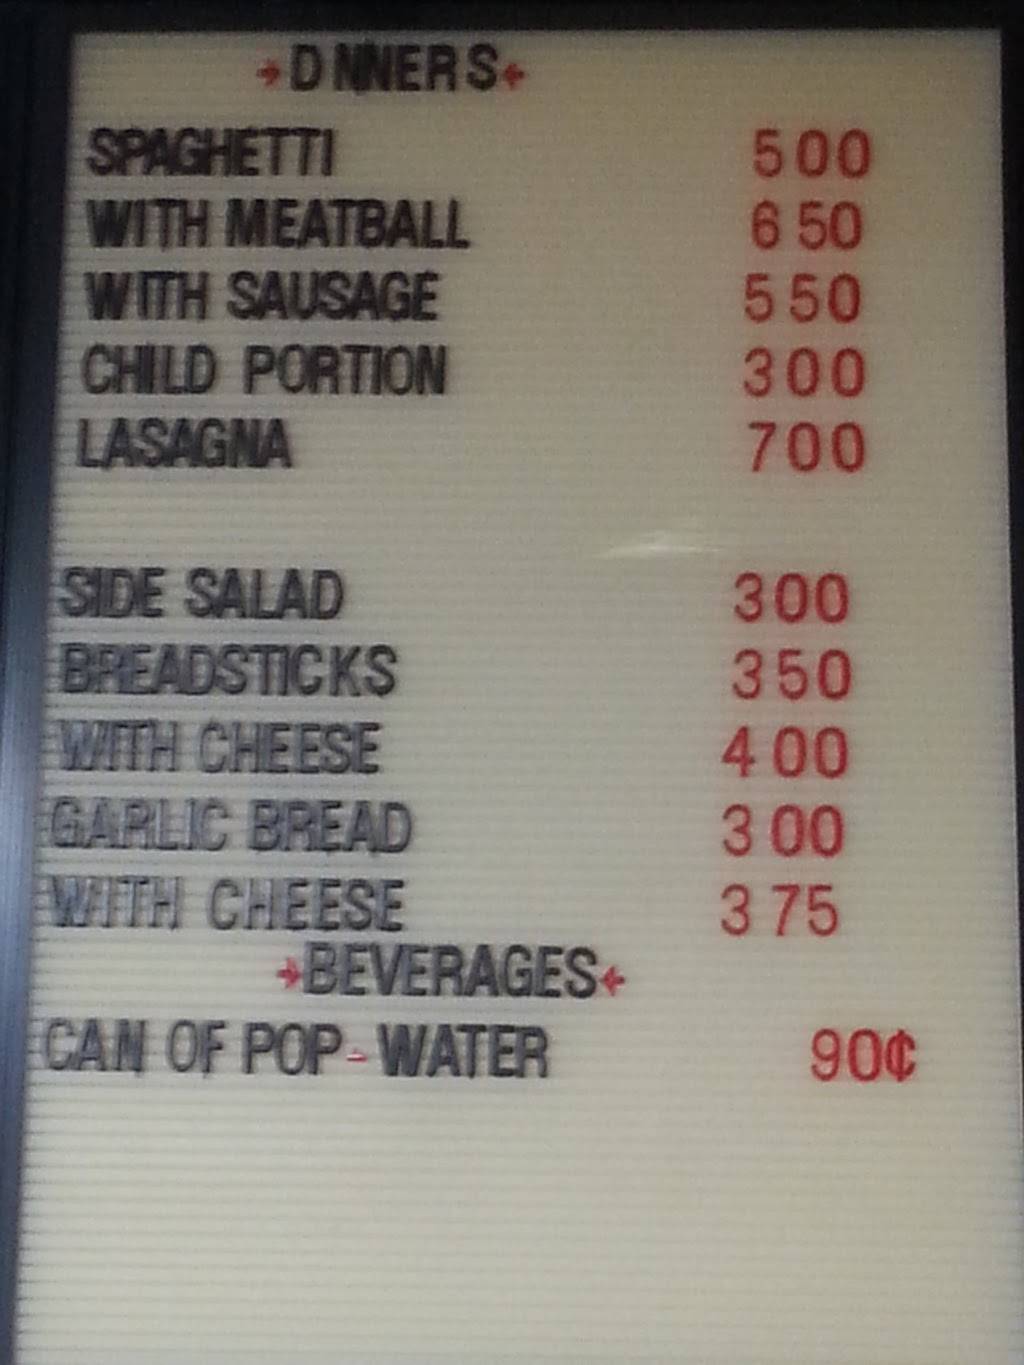 DINNERS
SPAGHETTI 500
WITH MEATBALL 650
WITH SAUSAGE 550
CHILD PORTION 300
LASAGNA 700
SIDE SALAD 300
BREADSTICKS 350
WITH CHEESE 400
GARLIC BREAD 300
WITH CHEESE 375
BEVERAGES
CAN OF POP - WATER 90¢